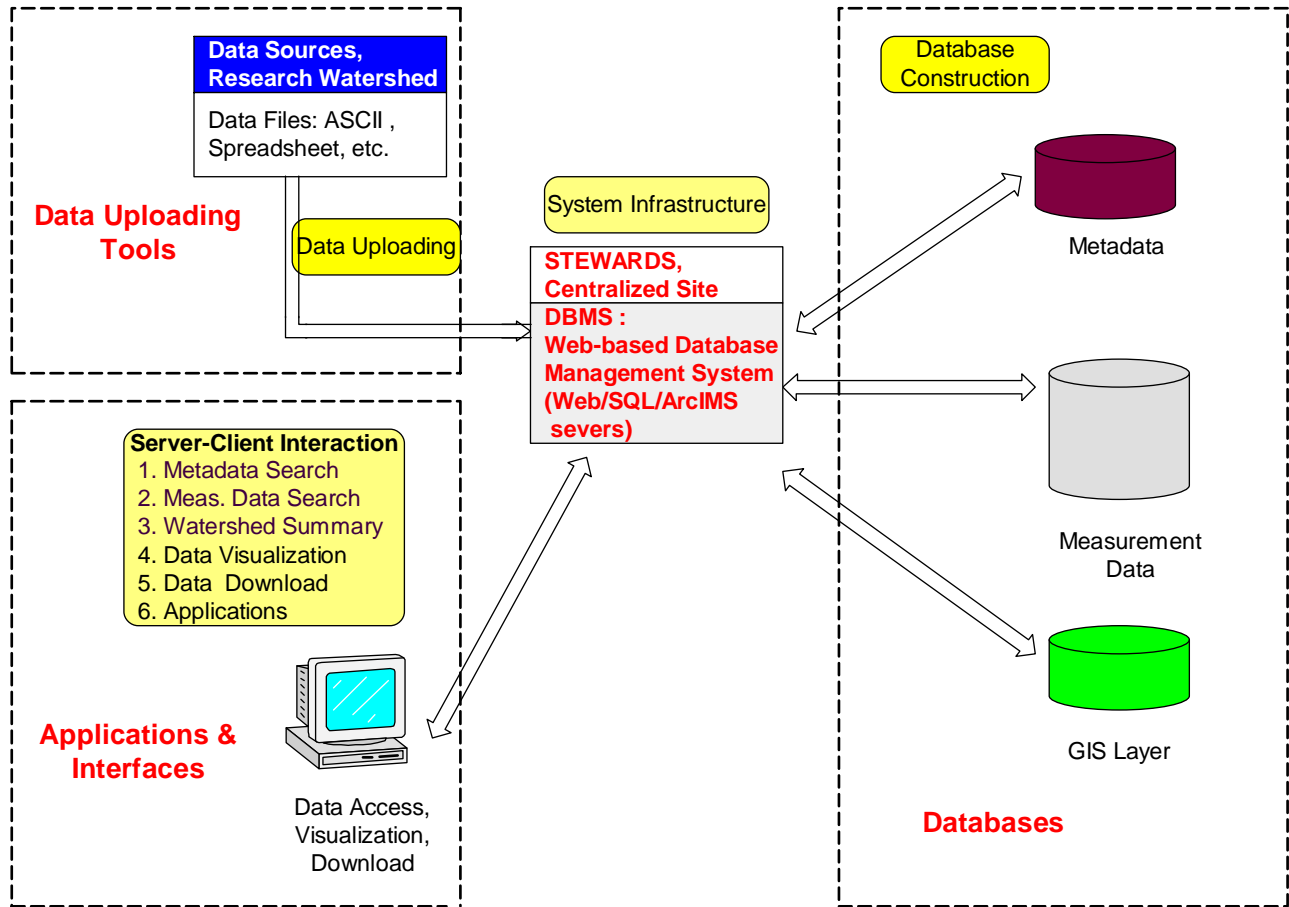 Data Sources,
Research Watershed
Data Files: ASCII ,
Spreadsheet, etc.
Data Uploading
Tools
Data Uploading
System Infrastructure
STEWARDS,
Centralized Site
DBMS :
Web-based Database
Management System
(Web/SQL/ArcIMS
severs)
Database
Construction
Metadata
Measurement
Data
GIS Layer
Databases
Server-Client Interaction
1. Metadata Search
2. Meas. Data Search
3. Watershed Summary
4. Data Visualization
5. Data Download
6. Applications
Applications &
Interfaces
Data Access,
Visualization,
Download